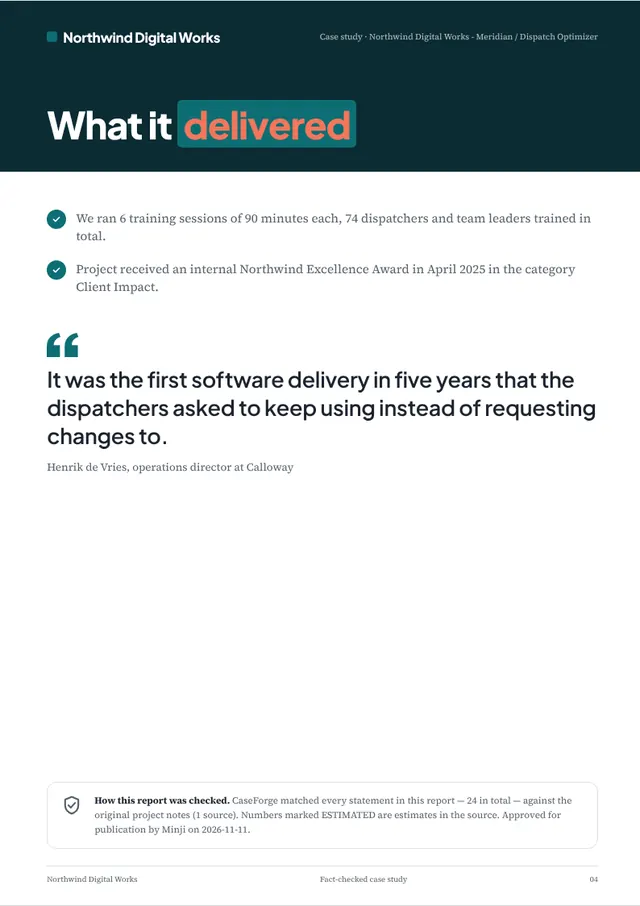 Northwind Digital Works
Case study · Northwind Digital Works - Meridian / Dispatch Optimizer
What it delivered
We ran 6 training sessions of 90 minutes each, 74 dispatchers and team leaders trained in
total.
Project received an internal Northwind Excellence Award in April 2025 in the category
Client Impact.
It was the first software delivery in five years that the
dispatchers asked to keep using instead of requesting
changes to.
Henrik de Vries, operations director at Calloway
How this report was checked. CaseForge matched every statement in this report — 24 in total — against the
original project notes (1 source). Numbers marked ESTIMATED are estimates in the source. Approved for
publication by Minji on 2026-11-11.
Northwind Digital Works
Fact-checked case study
04